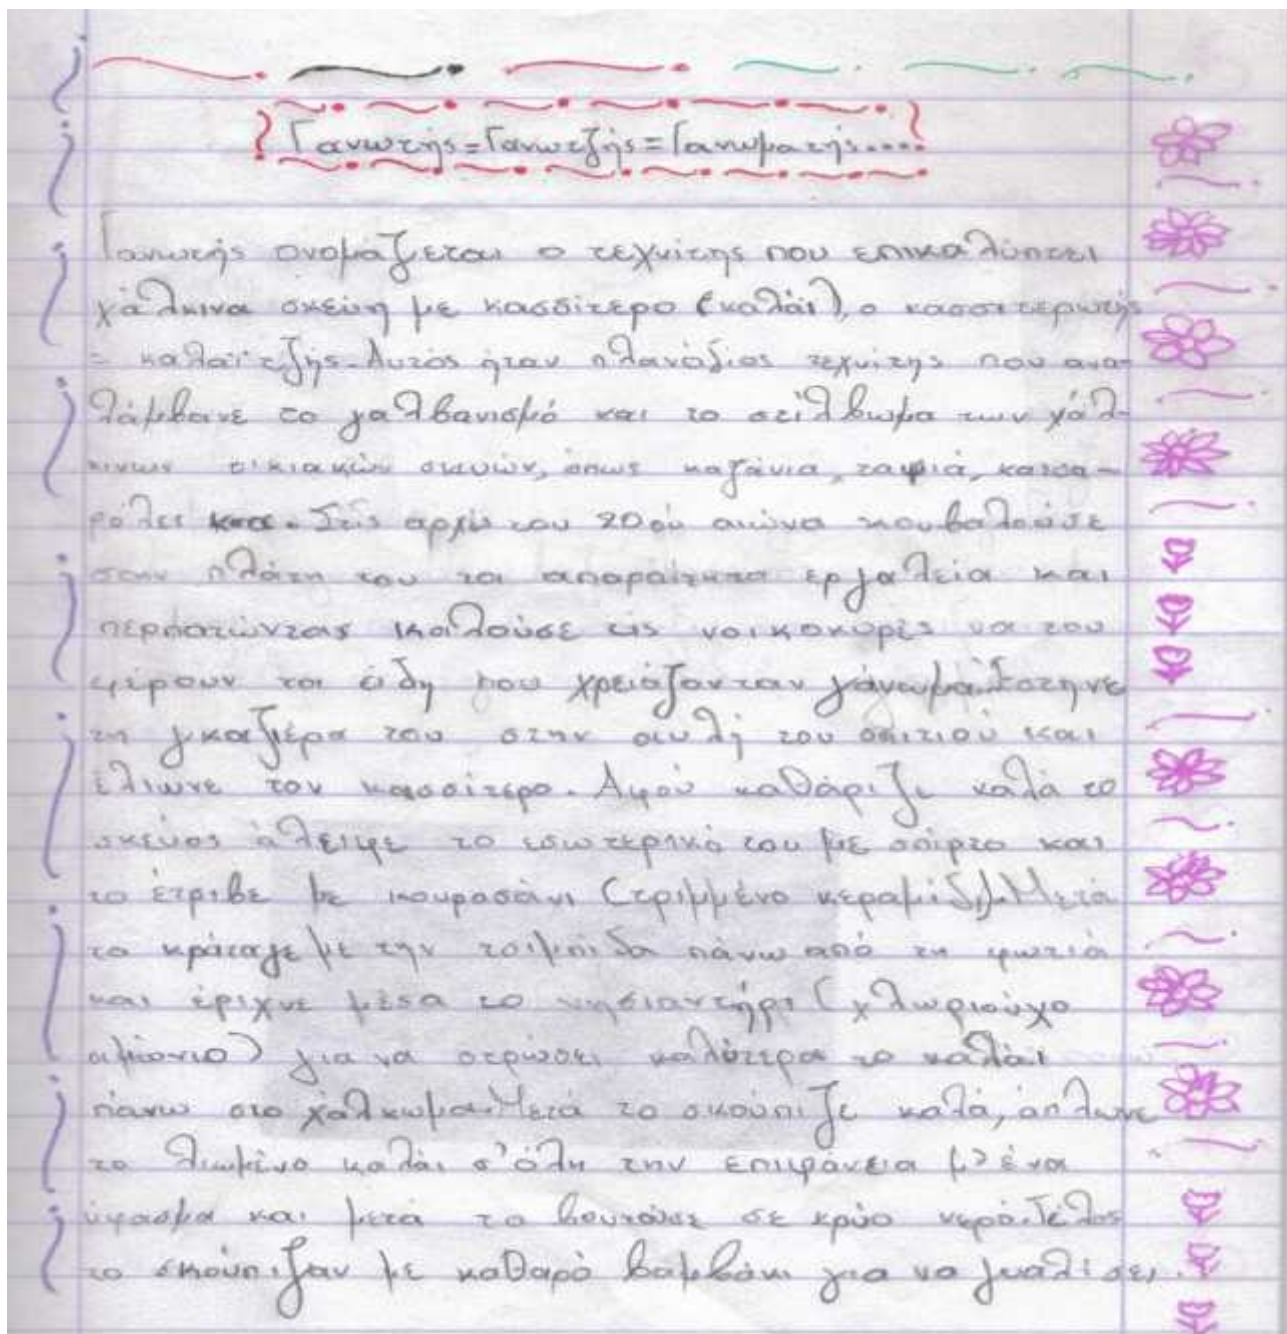 Γανωτής=Γανωτζής=Γανωματής....
Γανωτής ονομάζεται ο τεχνίτης που επικαλύπτει
χάλκινα σκεύη με κασσίτερο (καλάι), ο κασσιτερωτής
= καλαϊτζής. Αυτός ήταν πλανόδιος τεχνίτης που ανα-
λάμβανε το γαλβανισμό και το στίλβωμα των χάλ-
κινων οικιακών σκευών, όπως καζάνια, ταψιά, κατσα-
ρόλες κτλ. Στις αρχές του 20ού αιώνα κουβαλούσε
στην πλάτη του τα απαραίτητα εργαλεία και
περπατώντας καλούσε τις νοικοκυρές να του
φέρουν τα είδη που χρειάζονταν γάνωμα. Έστηνε
τη γκαζιέρα του στην αυλή του σπιτιού και
έλιωνε τον κασσίτερο. Αφού καθάριζε καλά το
σκεύος άλειφε το εσωτερικό του με σπίρτο και
το έτριβε με κουρασάνι (τριμμένο κεραμίδι). Μετά
το κράταγε με την τσιμπίδα πάνω από τη φωτιά
και έριχνε μέσα το νησιαντήρι (χλωριούχο
αμμώνιο) για να στρώσει καλύτερα το καλάι
πάνω στο χάλκωμα. Μετά το σκούπιζε καλά, άπλωνε
το λιωμένο καλάι σ'όλη την επιφάνεια μ'ένα
ύφασμα και μετά το βουτούσε σε κρύο νερό. Τέλος
το σκούπιζαν με καθαρό βαμβάκι για να γυαλίσει.